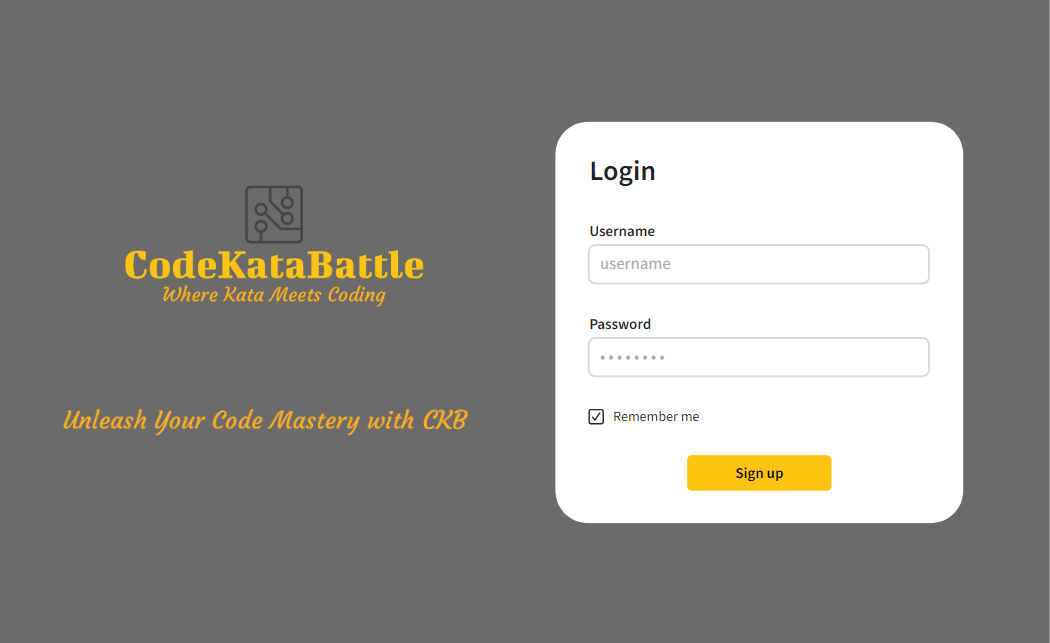 CodeKataBattle
Where Kata Meets Coding
Unleash Your Code Mastery with CKB
Login
Username
username
Password
••••••••
Remember me
Sign up